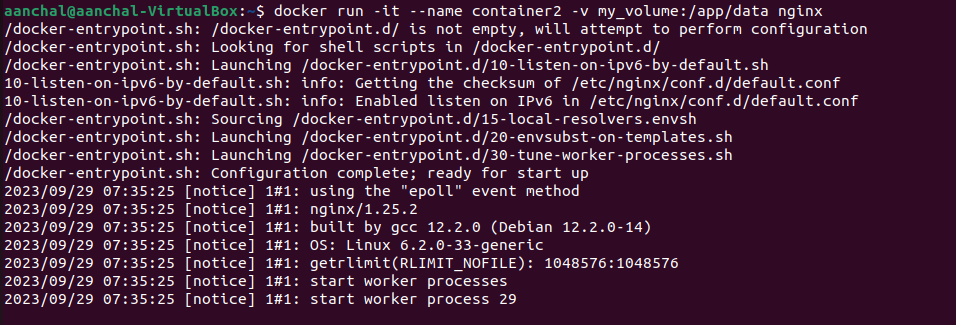 aanchal@aanchal-VirtualBox:~$ docker run -it --name container2 -v my_volume:/app/data nginx
/docker-entrypoint.sh: /docker-entrypoint.d/ is not empty, will attempt to perform configuration
/docker-entrypoint.sh: Looking for shell scripts in /docker-entrypoint.d/
/docker-entrypoint.sh: Launching /docker-entrypoint.d/10-listen-on-ipv6-by-default.sh
10-listen-on-ipv6-by-default.sh: info: Getting the checksum of /etc/nginx/conf.d/default.conf
10-listen-on-ipv6-by-default.sh: info: Enabled listen on IPv6 in /etc/nginx/conf.d/default.conf
/docker-entrypoint.sh: Sourcing /docker-entrypoint.d/15-local-resolvers.envsh
/docker-entrypoint.sh: Launching /docker-entrypoint.d/20-envsubst-on-templates.sh
/docker-entrypoint.sh: Launching /docker-entrypoint.d/30-tune-worker-processes.sh
/docker-entrypoint.sh: Configuration complete; ready for start up
2023/09/29 07:35:25 [notice] 1#1: using the "epoll" event method
2023/09/29 07:35:25 [notice] 1#1: nginx/1.25.2
2023/09/29 07:35:25 [notice] 1#1: built by gcc 12.2.0 (Debian 12.2.0-14)
2023/09/29 07:35:25 [notice] 1#1: OS: Linux 6.2.0-33-generic
2023/09/29 07:35:25 [notice] 1#1: getrlimit(RLIMIT_NOFILE): 1048576:1048576
2023/09/29 07:35:25 [notice] 1#1: start worker processes
2023/09/29 07:35:25 [notice] 1#1: start worker process 29